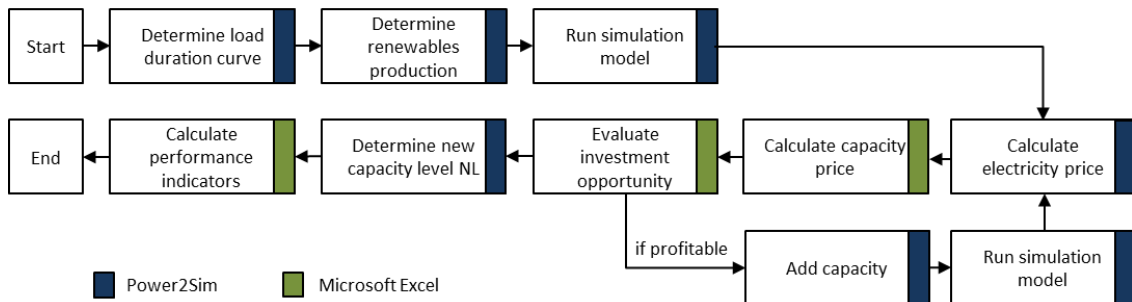 Start
Determine load
duration curve
Determine
renewables
production
Run simulation
model
End
Calculate
performance
indicators
Determine new
capacity level NL
Evaluate
investment
opportunity
Calculate capacity
price
Calculate
electricity price
if profitable
Add capacity
Run simulation
model
Power2Sim
Microsoft Excel